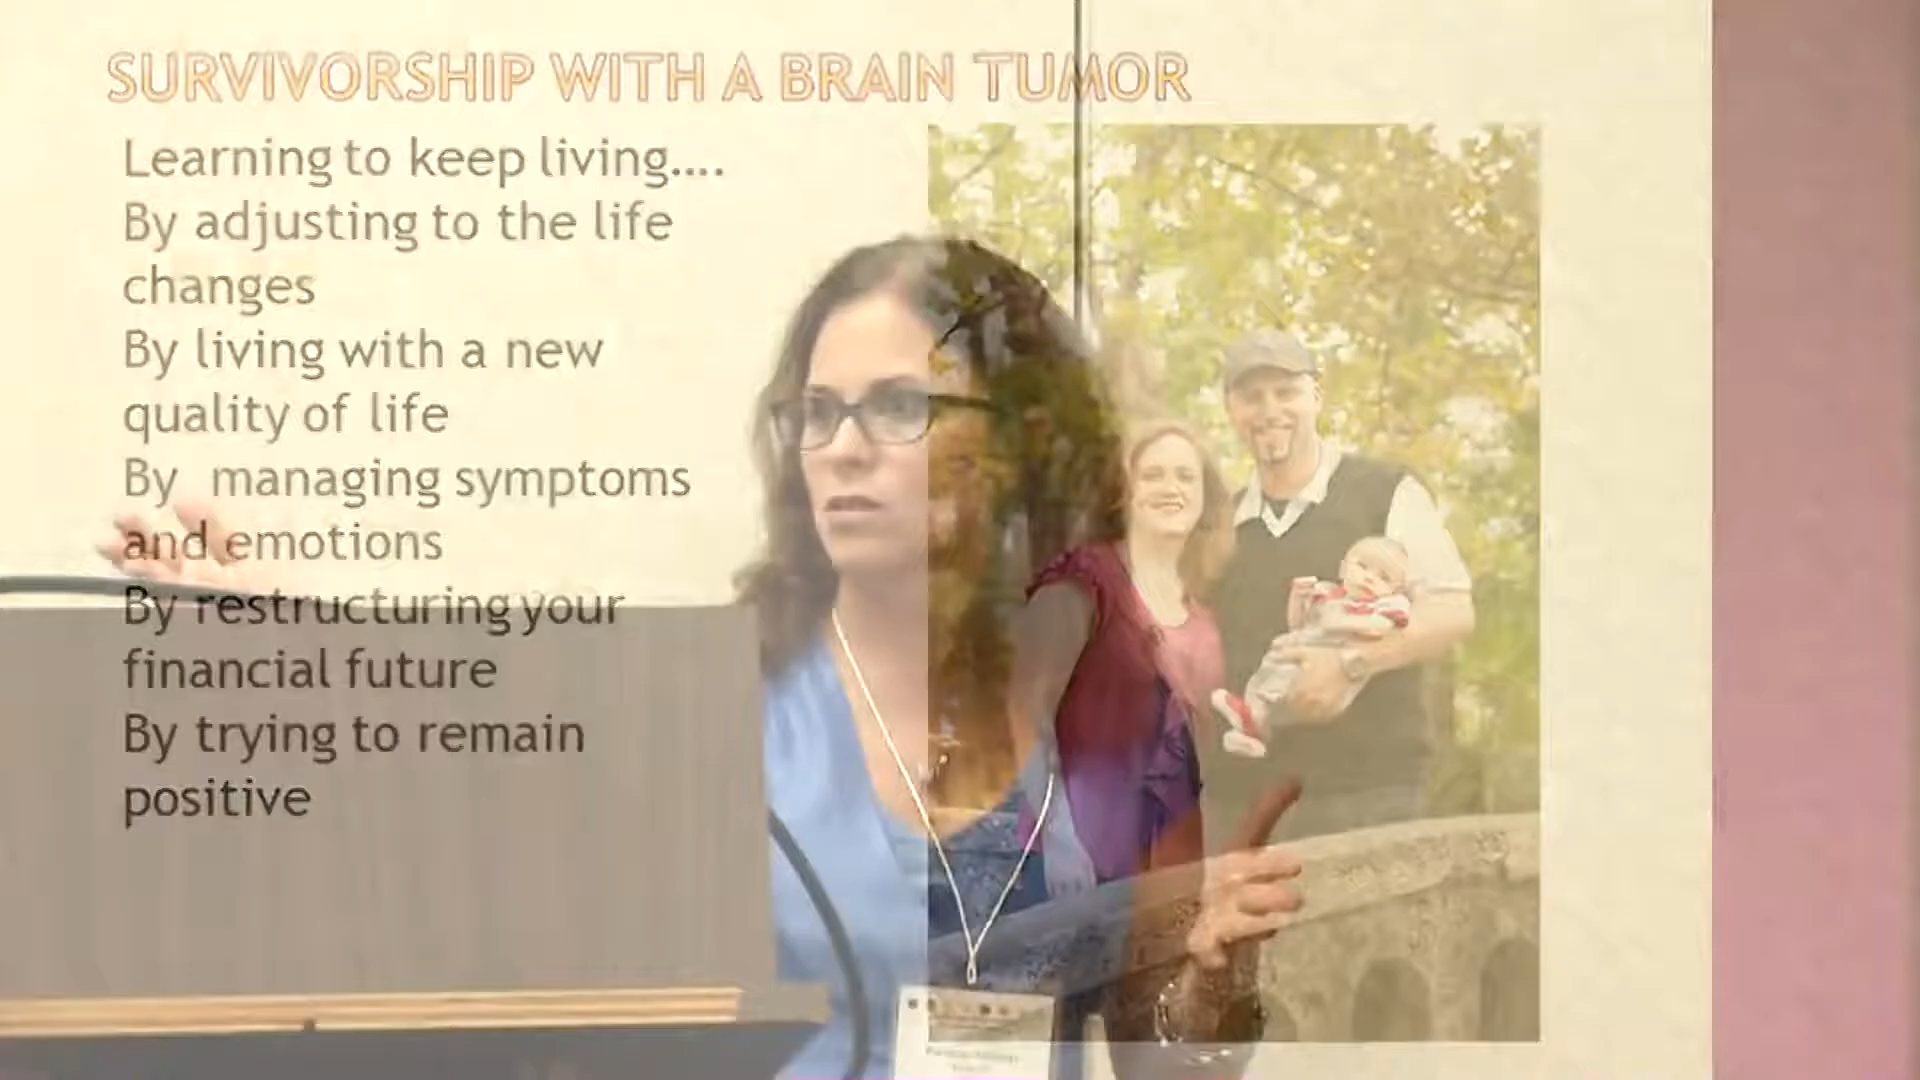 SURVIVORSHIP WITH A BRAIN TUMOR
Learning to keep living....
By adjusting to the life
changes
By living with a new
quality of life
By managing symptoms
and emotions
By restructuring your
financial future
By trying to remain
positive